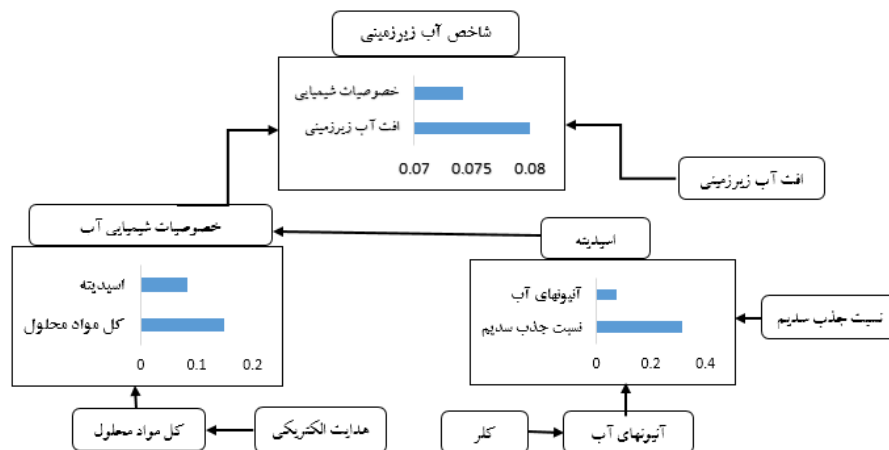 شاخص آب زیرزمینی
خصوصیات شیمیایی
افت آب زیرزمینی
0.07 0.075 0.08
افت آب زیرزمینی
خصوصیات شیمیایی آب
اسیدیته
اسیدیته
کل مواد محلول
0 0.1 0.2
آنیونهای آب
نسبت جذب سدیم
0 0.2 0.4
نسبت جذب سدیم
کل مواد محلول
هدایت الکتریکی
کلر
آنیونهای آب